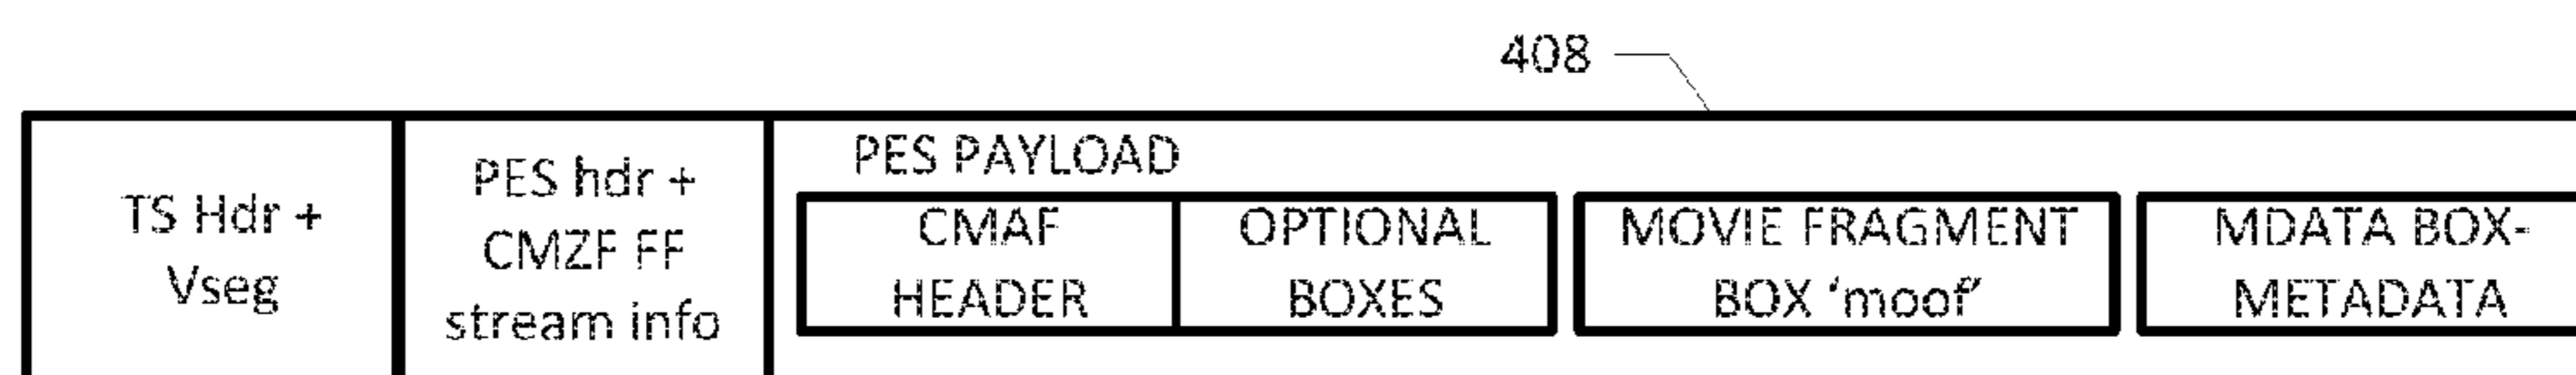 408
TS Hdr +
Vseg
PES hdr +
CMZF FF
stream info
PES PAYLOAD
CMAF
HEADER
OPTIONAL
BOXES
MOVIE FRAGMENT
BOX ‘moof’
MDATA BOX-
METADATA